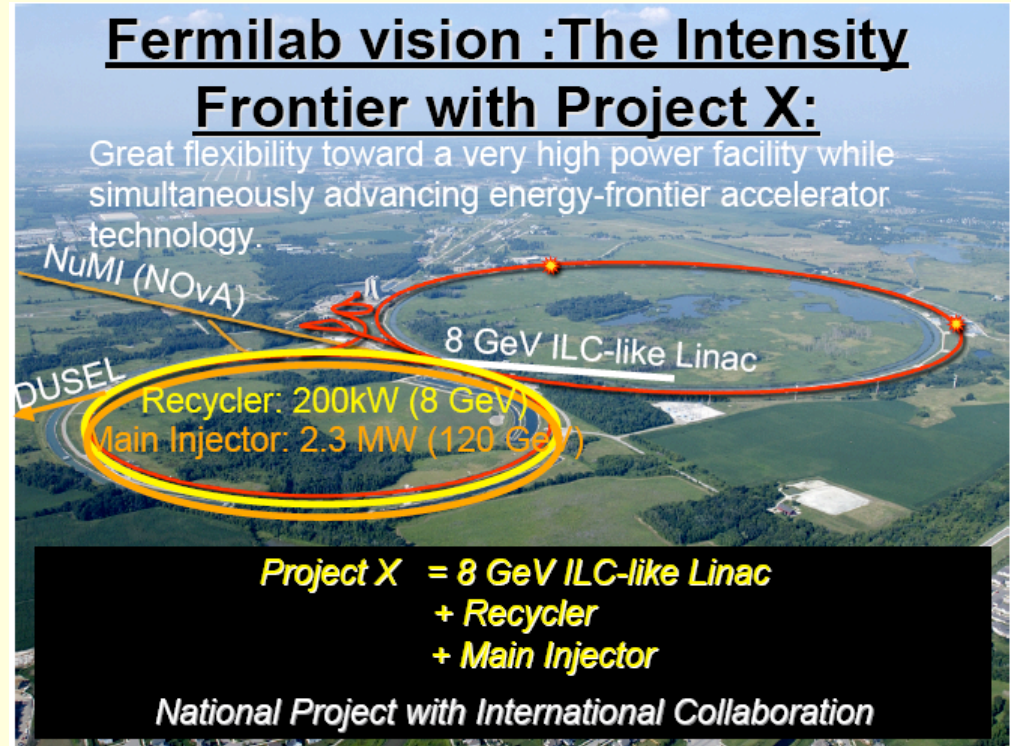 Fermilab vision :The Intensity
Frontier with Project X:
Great flexibility toward a very high power facility while
simultaneously advancing energy-frontier accelerator
technology.
NuMI (NOvA)
8 GeV ILC-like Linac
DUSEL
Recycler: 200kW (8 GeV)
Main Injector: 2.3 MW (120 GeV)
Project X = 8 GeV ILC-like Linac
+ Recycler
+ Main Injector
National Project with International Collaboration